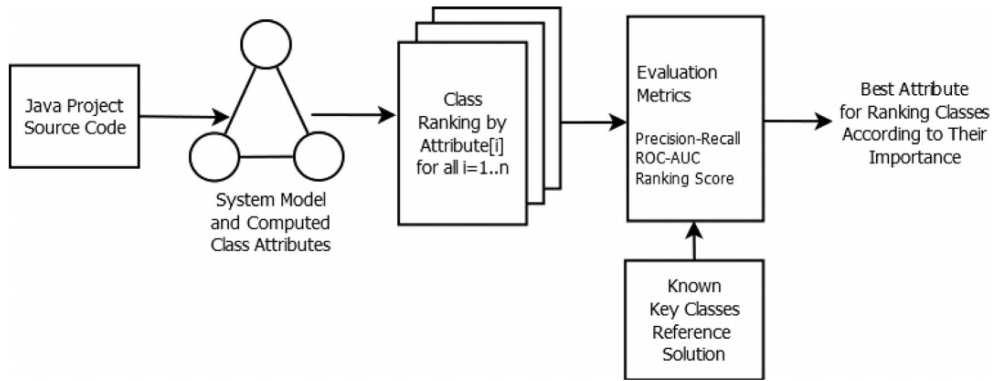 Java Project
Source Code
System Model
and Computed
Class Attributes
Class
Ranking by
Attribute[i]
for all i=1..n
Evaluation
Metrics
Precision-Recall
ROC-AUC
Ranking Score
Known
Key Classes
Reference
Solution
Best Attribute
for Ranking Classes
According to Their
Importance